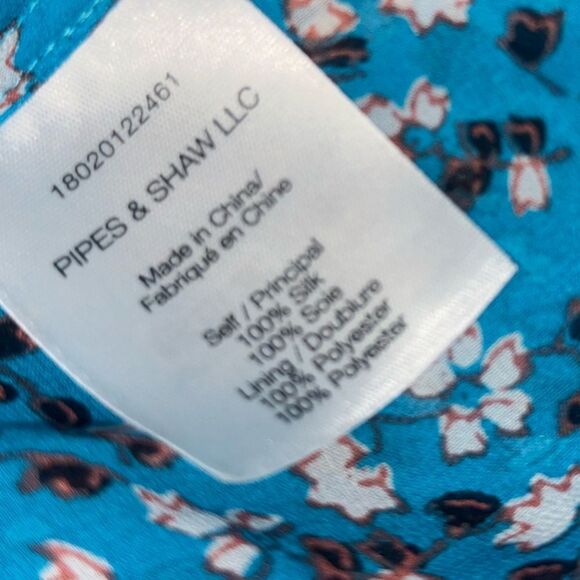 18020122461
PIPES & SHAW LLC
Made in China/
Fabriqué en Chine
Self / Principal
100% Silk
100% Soie
Lining / Doublure
100% Polyester
100% Polyester